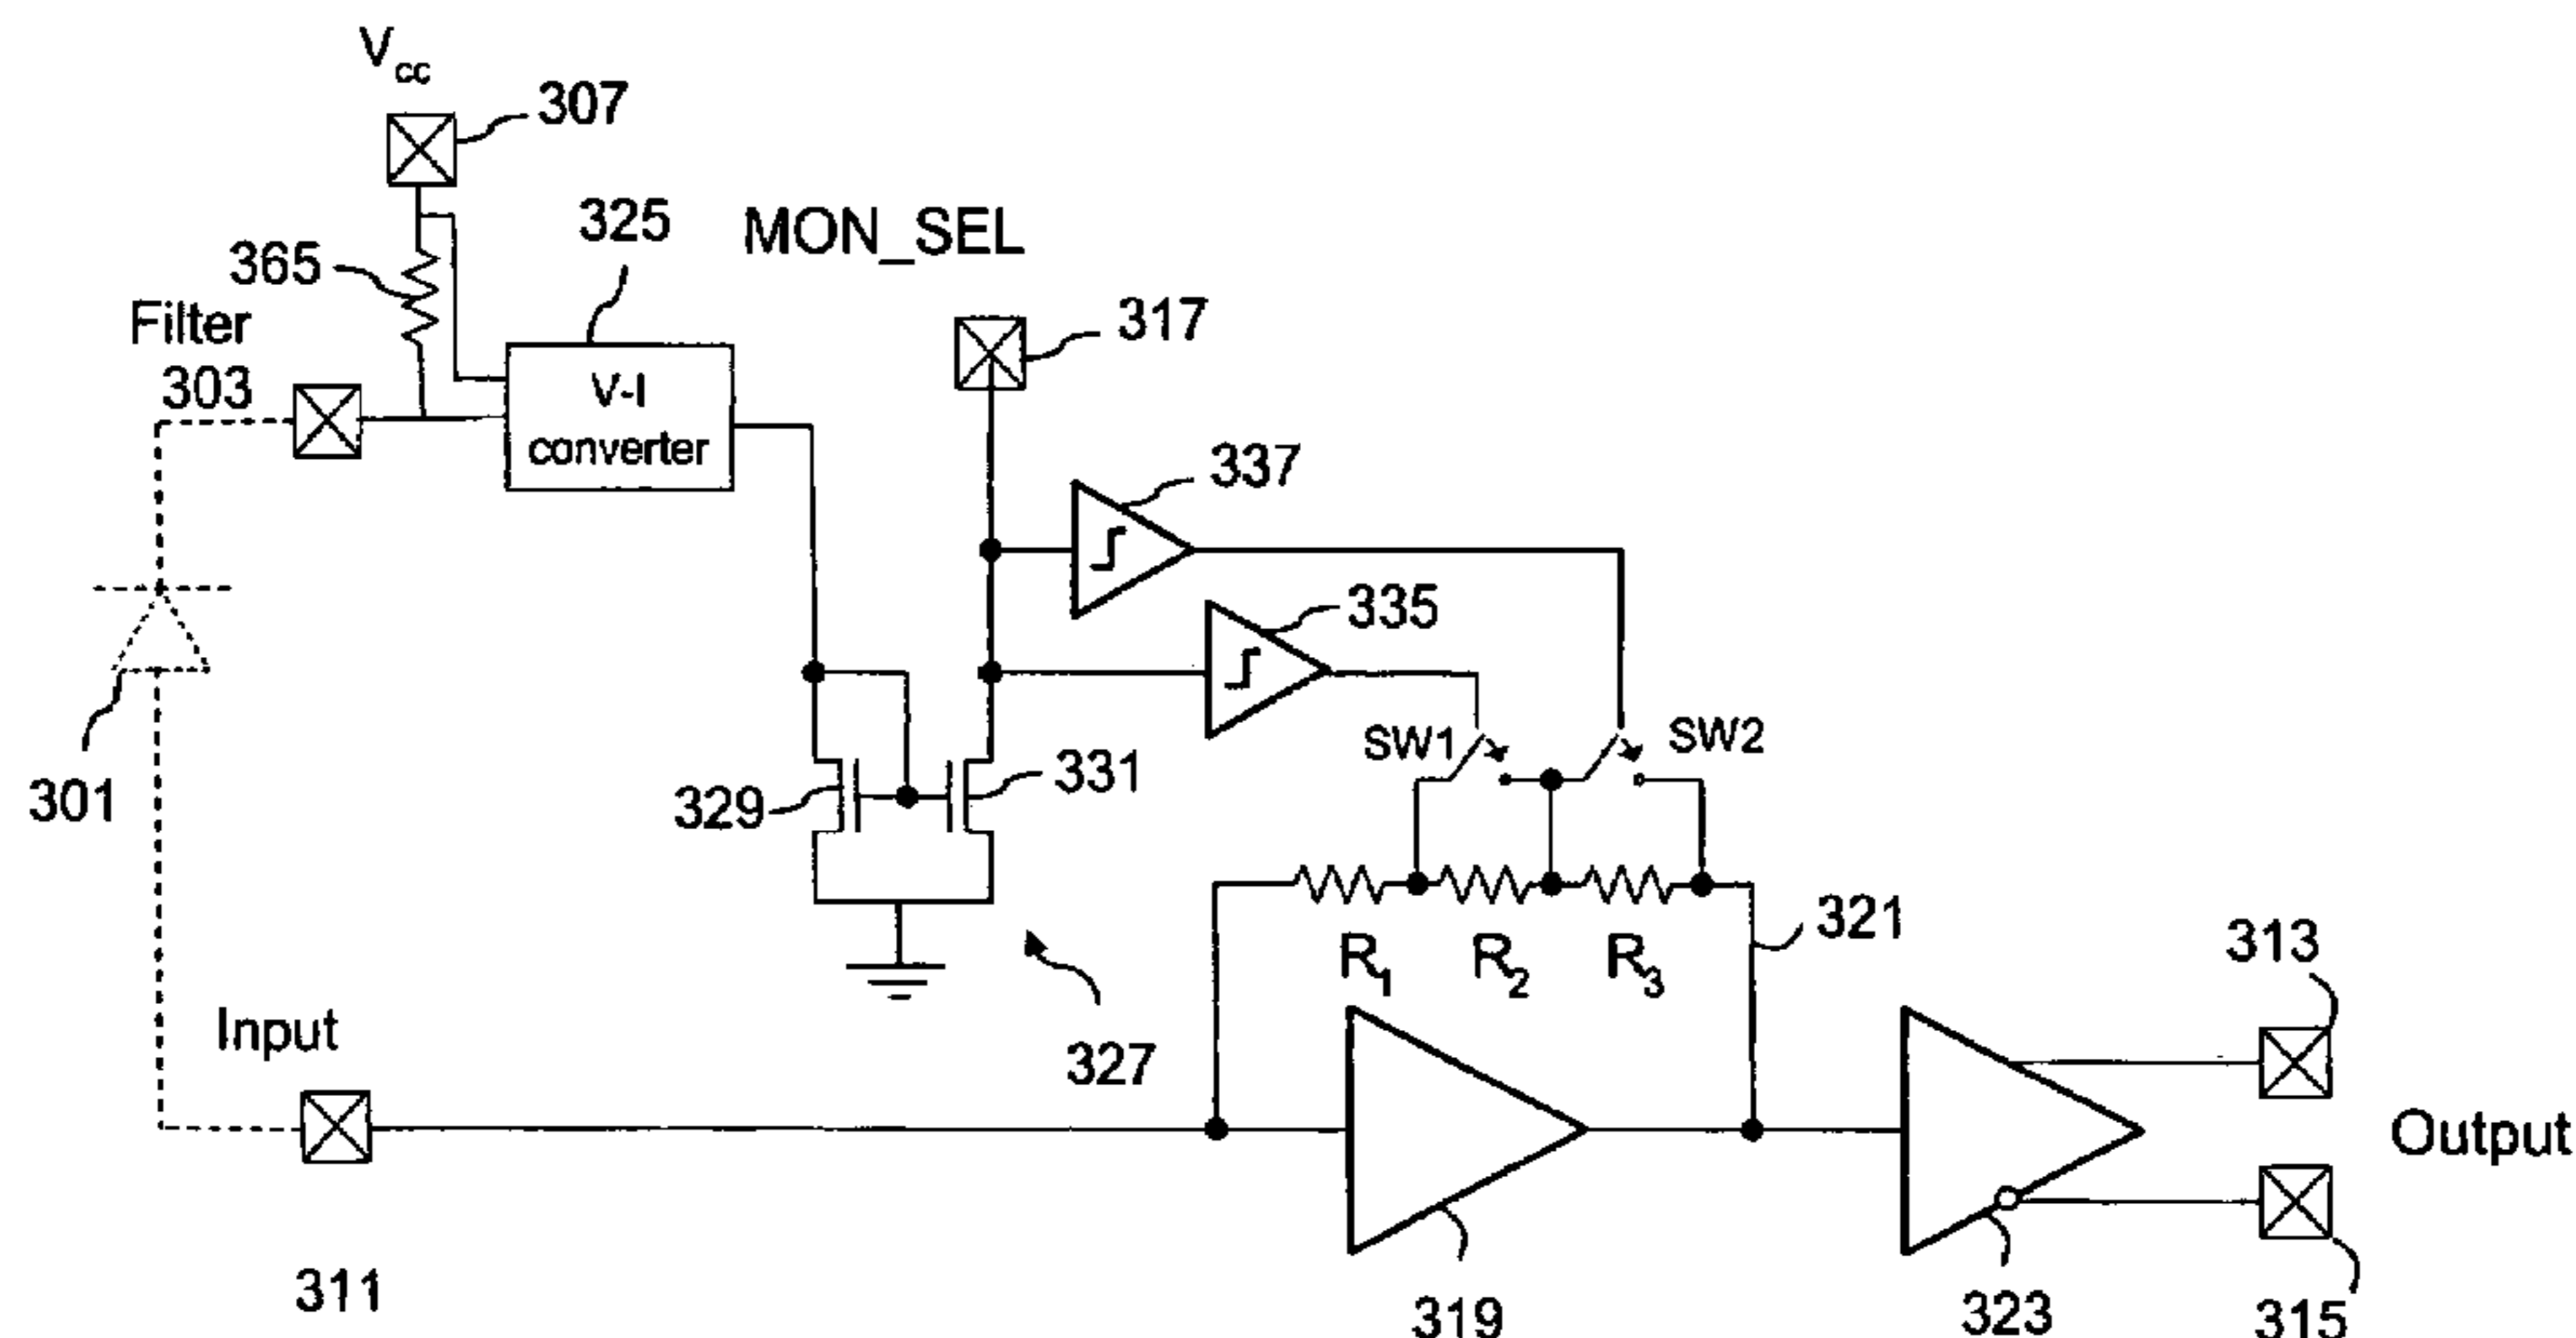 Vcc
307
325
MON_SEL
365
Filter
303
317
V-I
converter
337
335
SW1
SW2
301
329
331
321
R1
R2
R3
313
Input
327
Output
311
319
323
315